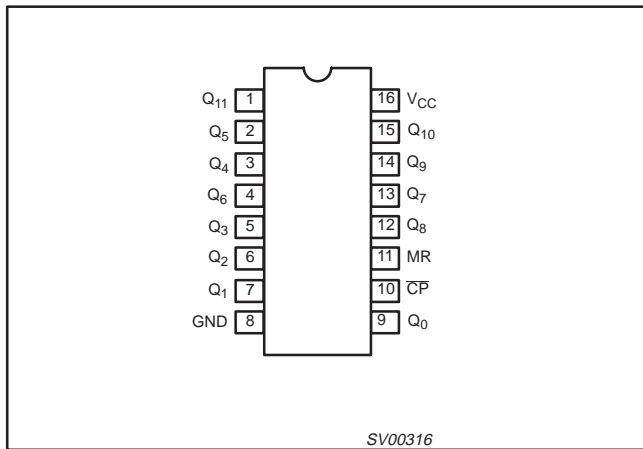 Q11 1 16 VCC
Q5 2 15 Q10
Q4 3 14 Q9
Q6 4 13 Q7
Q3 5 12 Q8
Q2 6 11 MR
Q1 7 10 C̅P̅
GND 8 9 Q0
SV00316